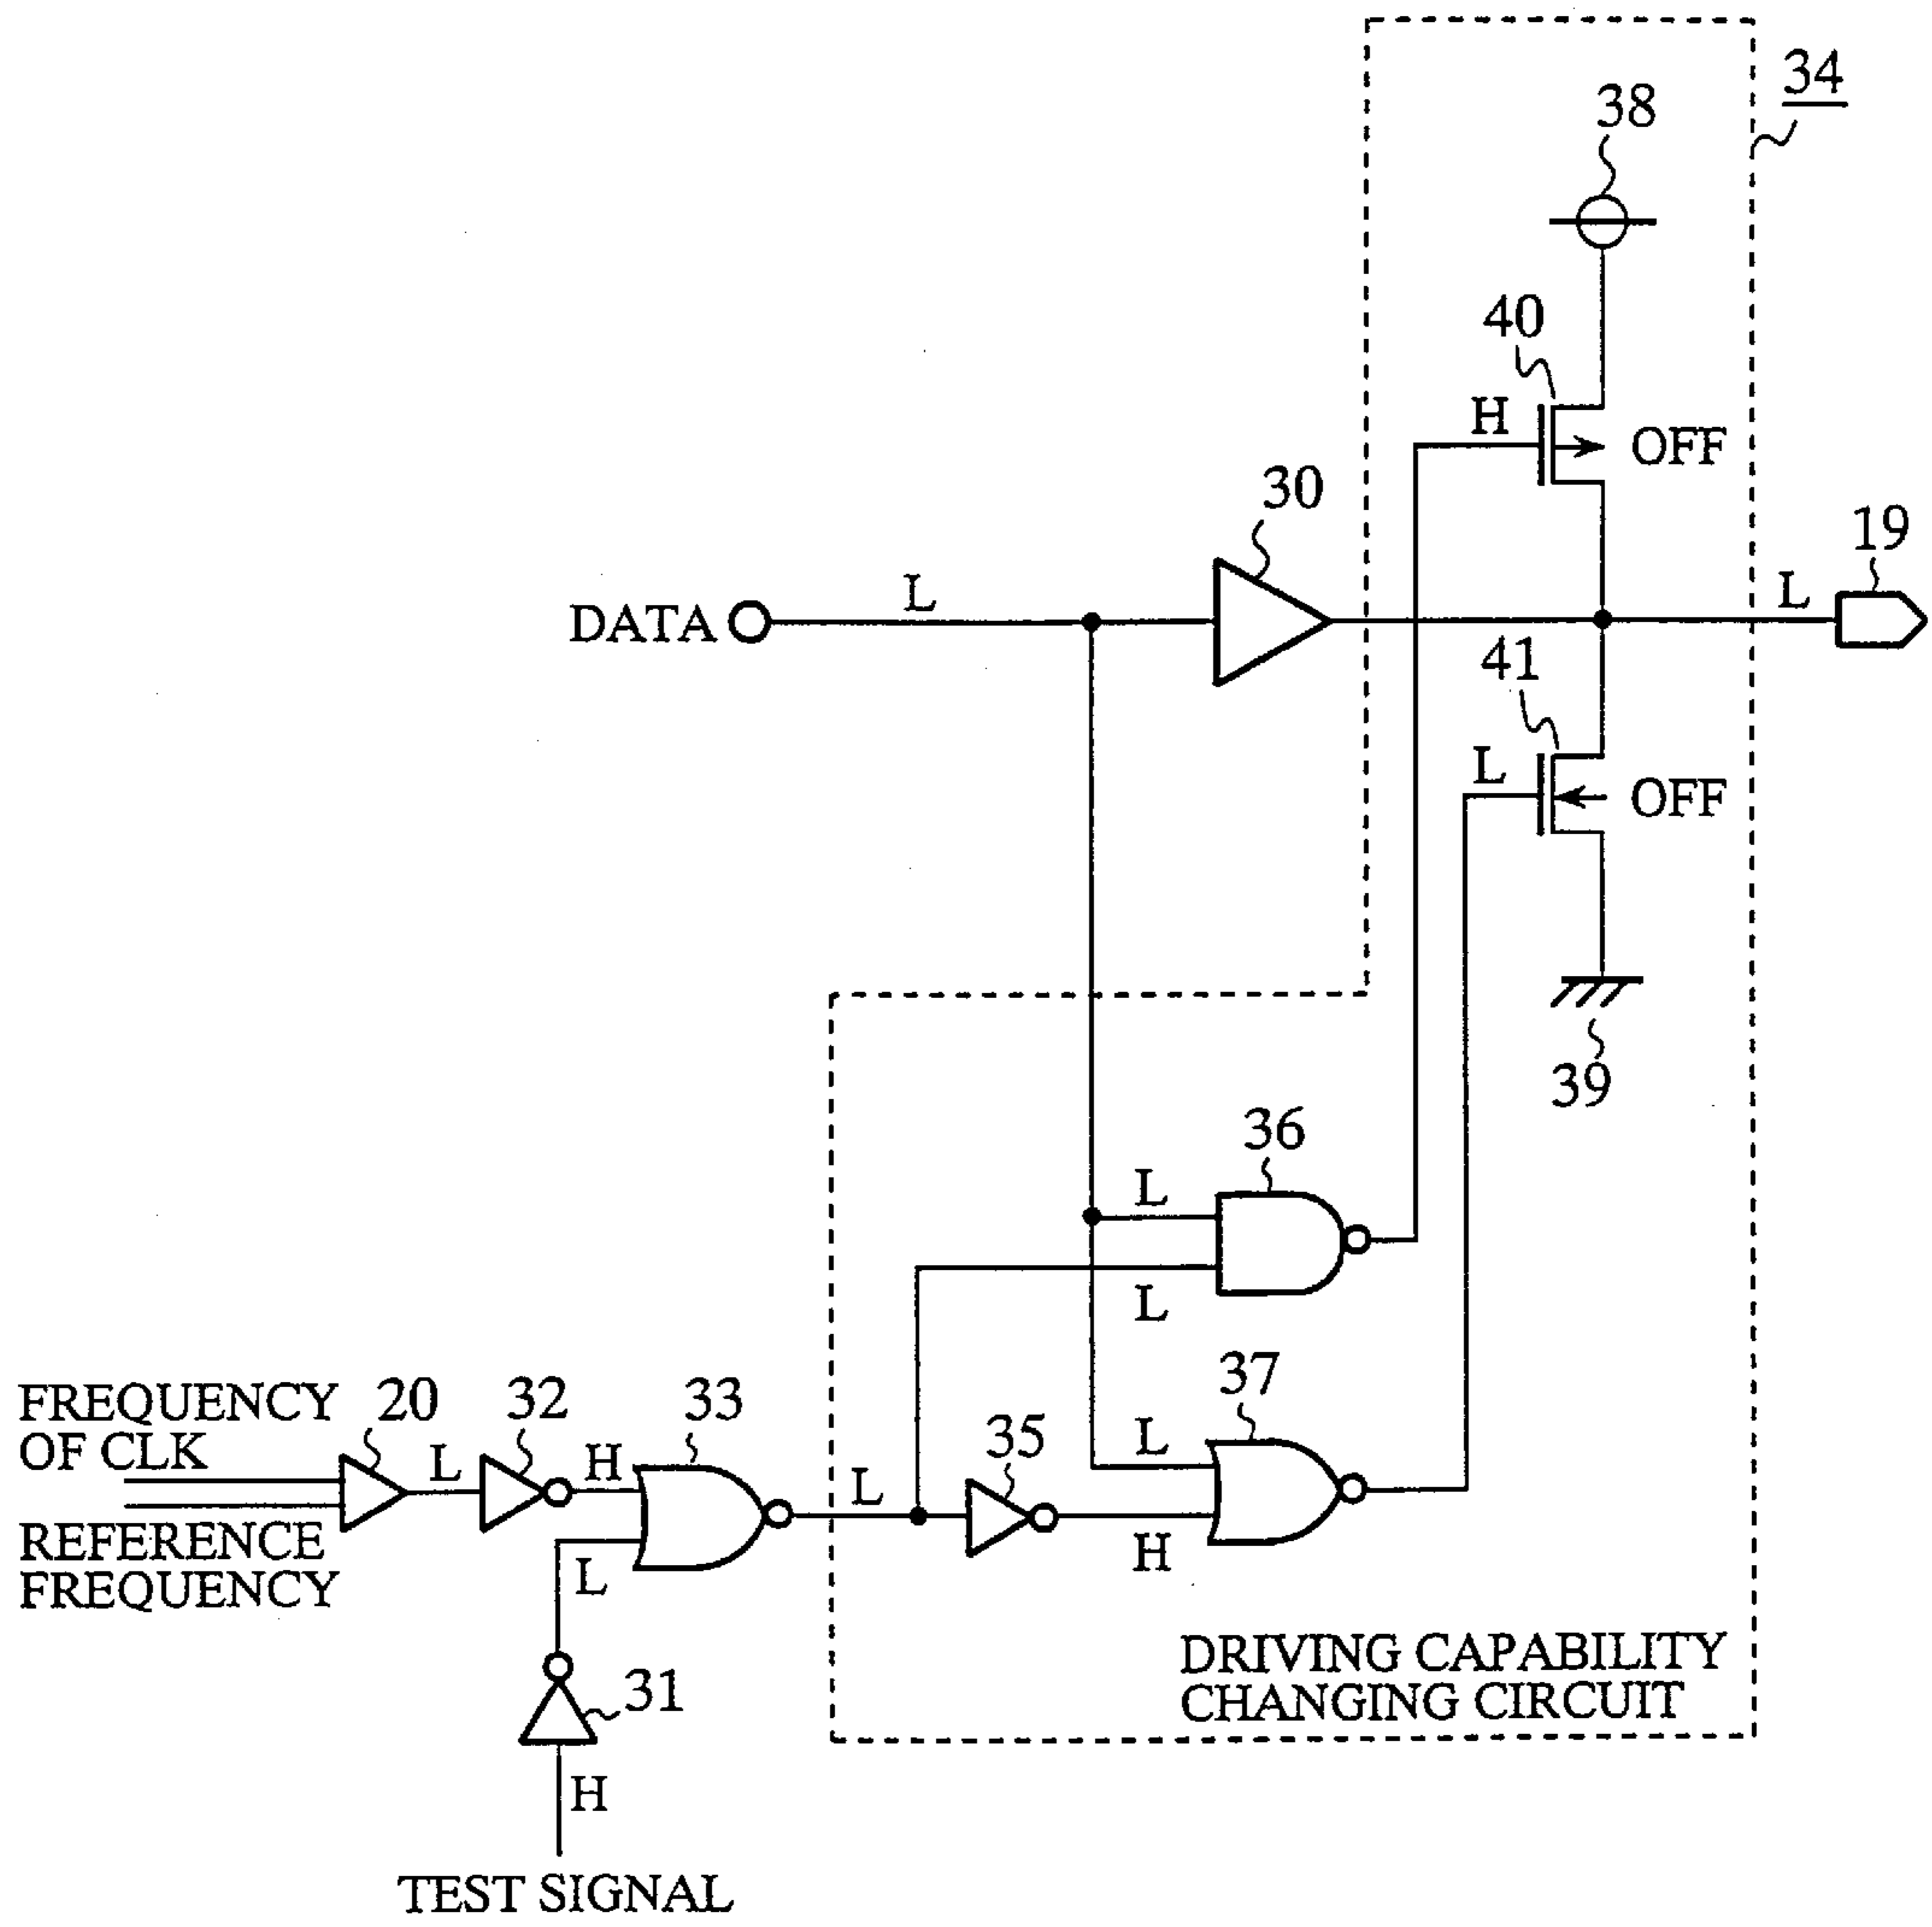 34
38
40
H
OFF
30
19
L
DATA
L
41
L
OFF
39
36
L
L
FREQUENCY
OF CLK
20
L
32
H
33
L
35
37
L
H
REFERENCE
FREQUENCY
L
31
H
TEST SIGNAL
DRIVING CAPABILITY
CHANGING CIRCUIT